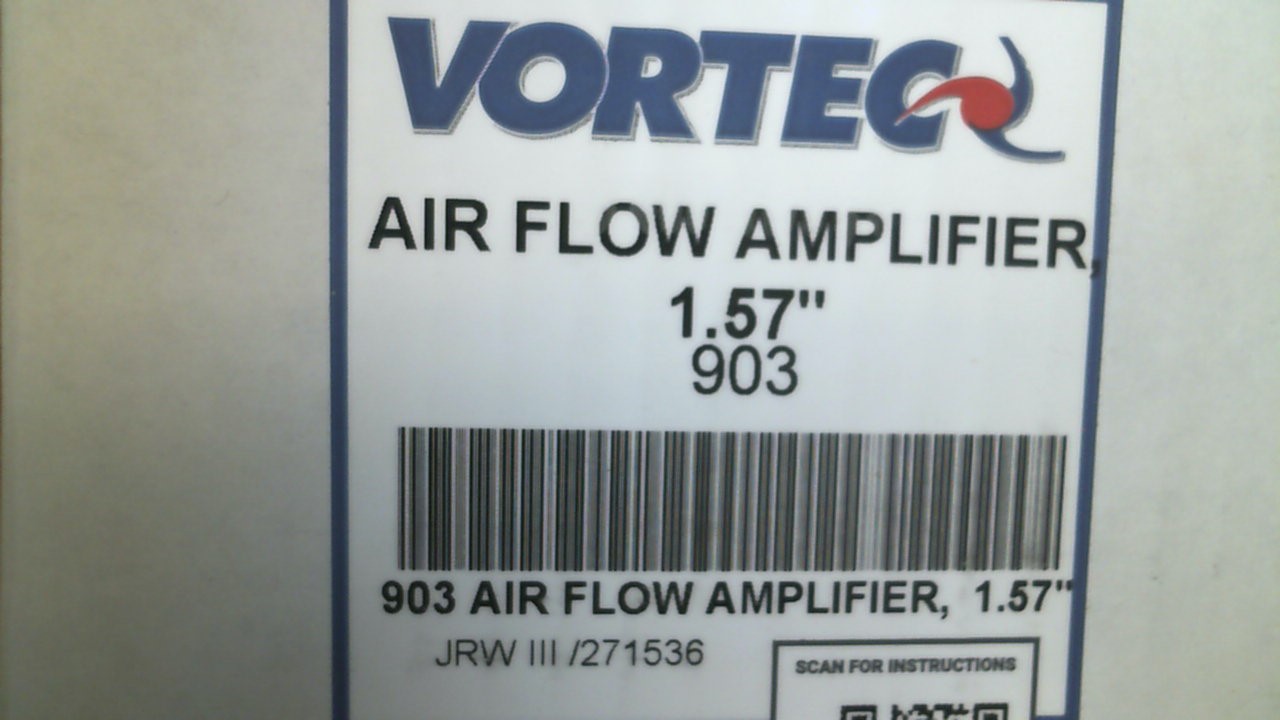 VORTEC
AIR FLOW AMPLIFIER,
1.57"
903
903 AIR FLOW AMPLIFIER, 1.57"
JRW III /271536
SCAN FOR INSTRUCTIONS